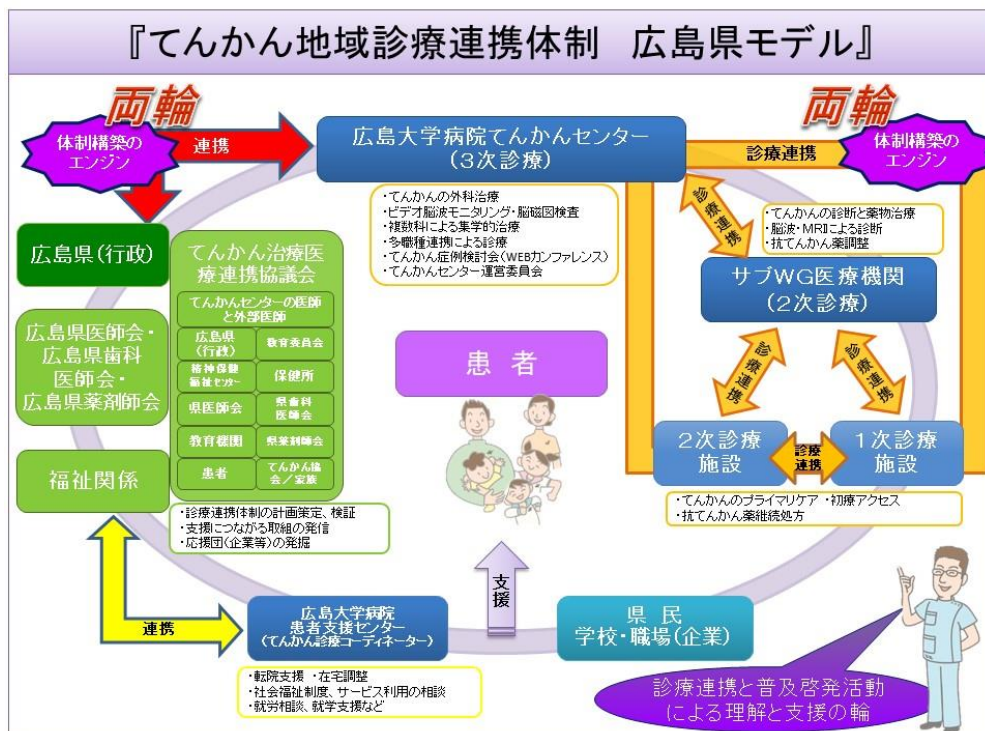 『てんかん地域診療連携体制　広島県モデル』
両輪
体制構築の
エンジン
連携
広島大学病院てんかんセンター
(3次診療)
診療連携
両輪
体制構築の
エンジン
・てんかんの外科治療
・ビデオ脳波モニタリング・脳磁図検査
・複数科による集学的治療
・多職種連携による診療
・てんかん症例検討会(WEBカンファレンス)
・てんかんセンター運営委員会
診療連携
・てんかんの診断と薬物治療
・脳波・MRIによる診断
・抗てんかん薬調整
サブWG医療機関
(2次診療)
診療連携
診療連携
2次診療
施設
診療
連携
1次診療
施設
・てんかんのプライマリケア ・初療アクセス
・抗てんかん薬継続処方
広島県(行政)
広島県医師会・
広島県歯科
医師会・
広島県薬剤師会
福祉関係
てんかん治療医
療連携協議会
てんかんセンターの医師
と外部医師
広島県
(行政)
教育委員会
精神保健
福祉センター
保健所
県医師会
県歯科
医師会
教育機関
県薬剤師会
患者
てんかん協
会/家族
・診療連携体制の計画策定、検証
・支援につながる取組の発信
・応援団(企業等)の発掘
患 者
支援
連携
広島大学病院
患者支援センター
(てんかん診療コーディネーター)
・転院支援 ・在宅調整
・社会福祉制度、サービス利用の相談
・就労相談、就学支援など
県 民
学校・職場(企業)
診療連携と普及啓発活動
による理解と支援の輪